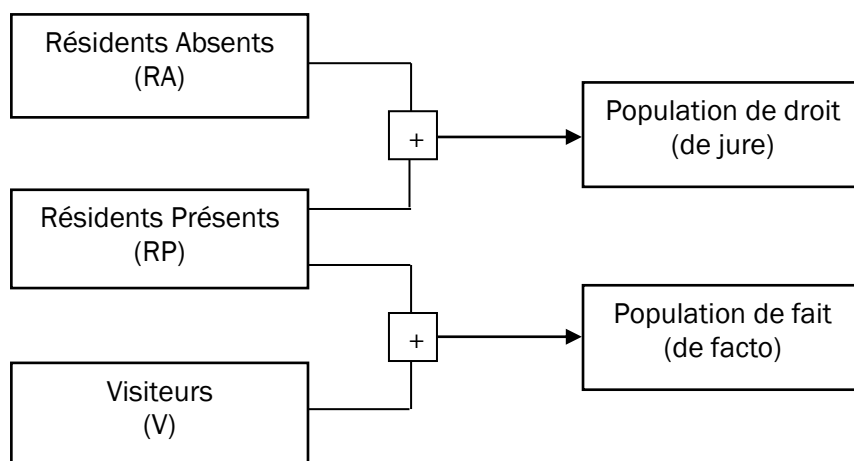 Résidents Absents
(RA)
+
Population de droit
(de jure)
Résidents Présents
(RP)
+
Population de fait
(de facto)
Visiteurs
(V)